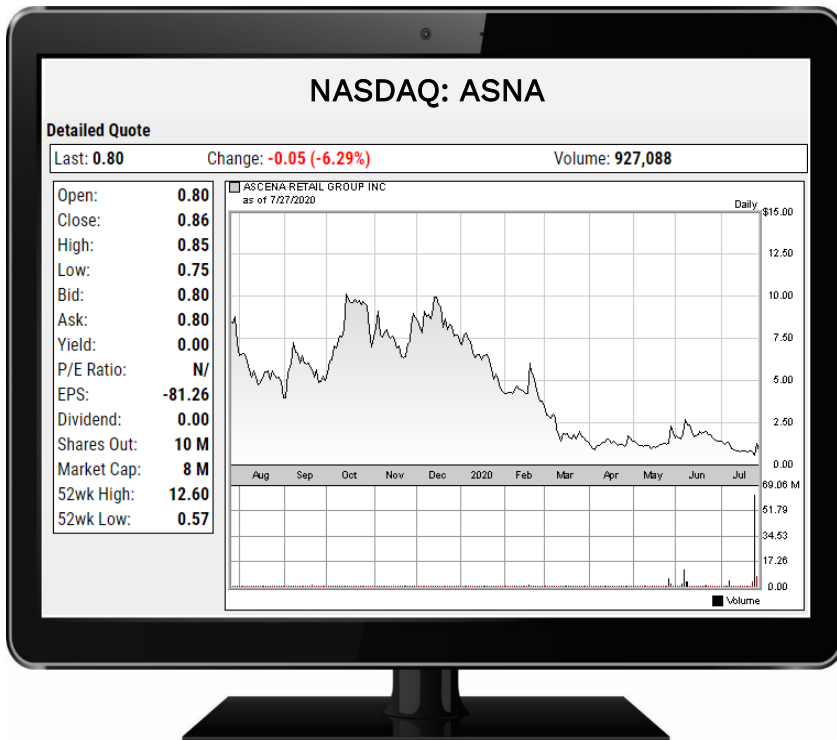 NASDAQ: ASNA
Detailed Quote
Last: 0.80 Change: -0.05 (-6.29%) Volume: 927,088
Open: 0.80
Close: 0.86
High: 0.85
Low: 0.75
Bid: 0.80
Ask: 0.80
Yield: 0.00
P/E Ratio: N/
EPS: -81.26
Dividend: 0.00
Shares Out: 10 M
Market Cap: 8 M
52wk High: 12.60
52wk Low: 0.57
ASCENA RETAIL GROUP INC
as of 7/27/2020
Daily
$15.00
12.50
10.00
7.50
5.00
2.50
0.00
Aug Sep Oct Nov Dec 2020 Feb Mar Apr May Jun Jul
69.06 M
51.79
34.53
17.26
0.00
Volume